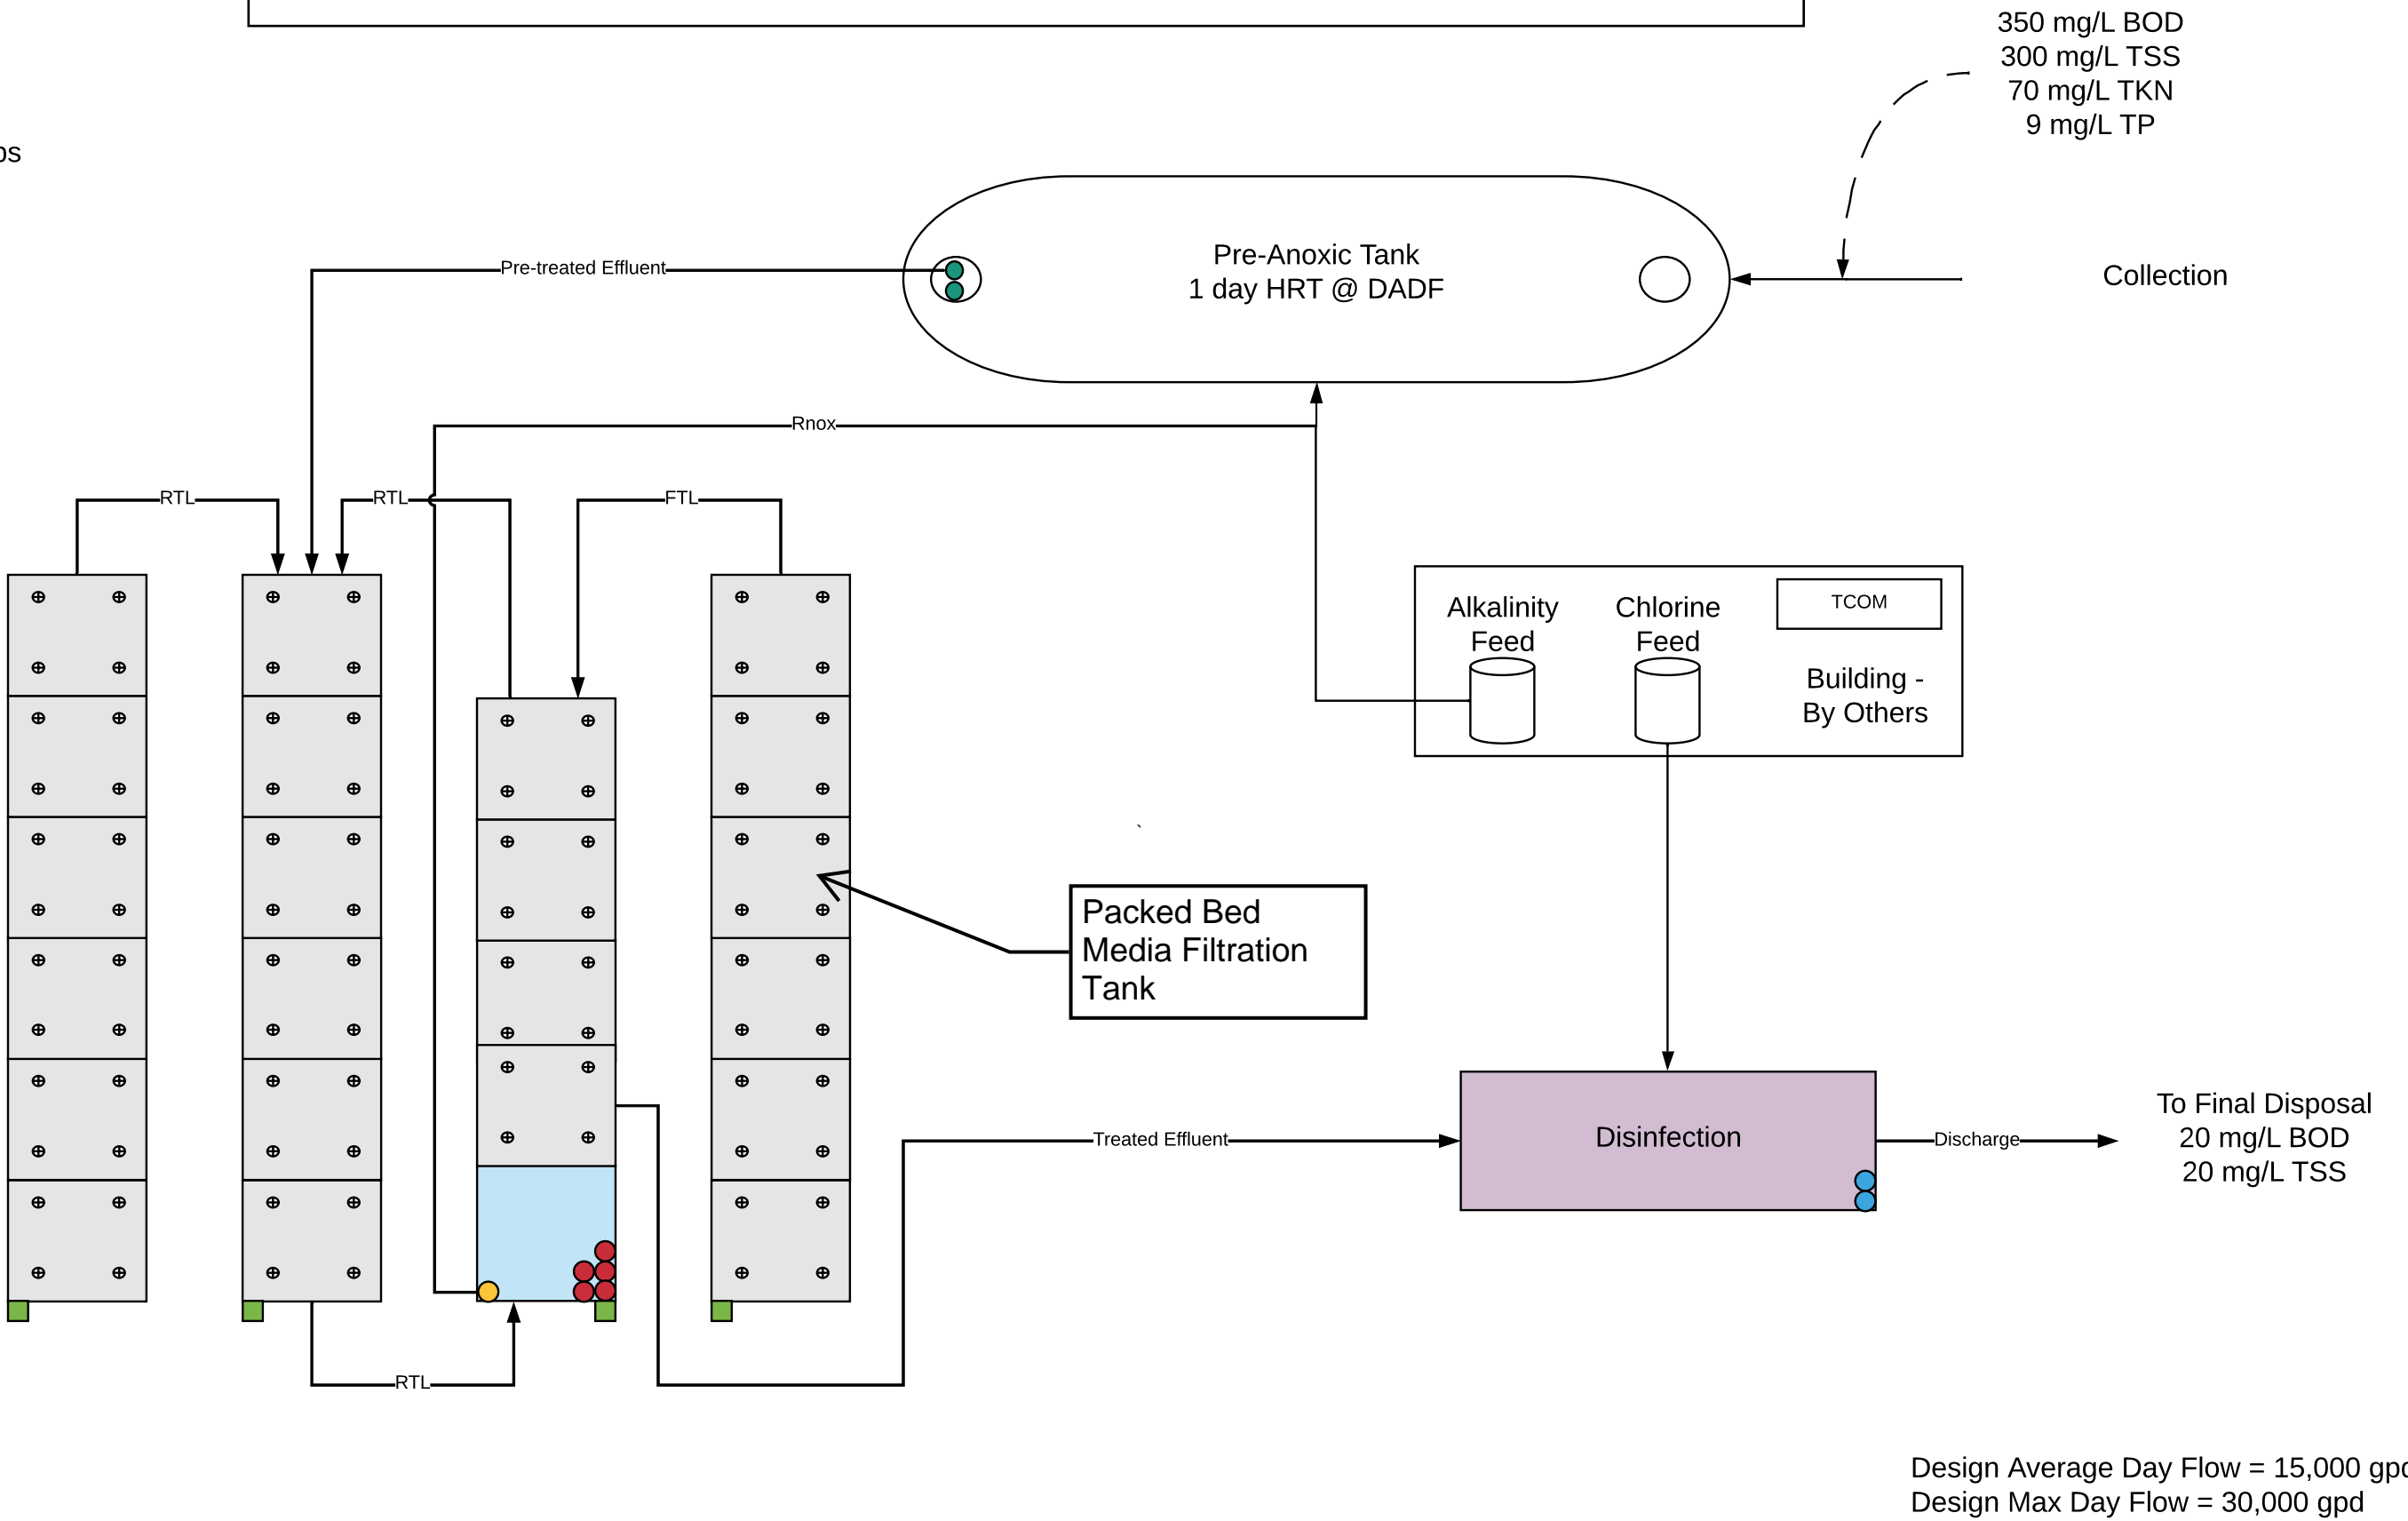 350 mg/L BOD
300 mg/L TSS
70 mg/L TKN
9 mg/L TP
Pre-Anoxic Tank
1 day HRT @ DADF
Collection
Pre-treated Effluent
Rnox
RTL
RTL
FTL
Alkalinity
Feed
Chlorine
Feed
TCOM
Building -
By Others
`
Packed Bed
Media Filtration
Tank
Disinfection
Treated Effluent
Discharge
To Final Disposal
20 mg/L BOD
20 mg/L TSS
RTL
Design Average Day Flow = 15,000 gpd
Design Max Day Flow = 30,000 gpd